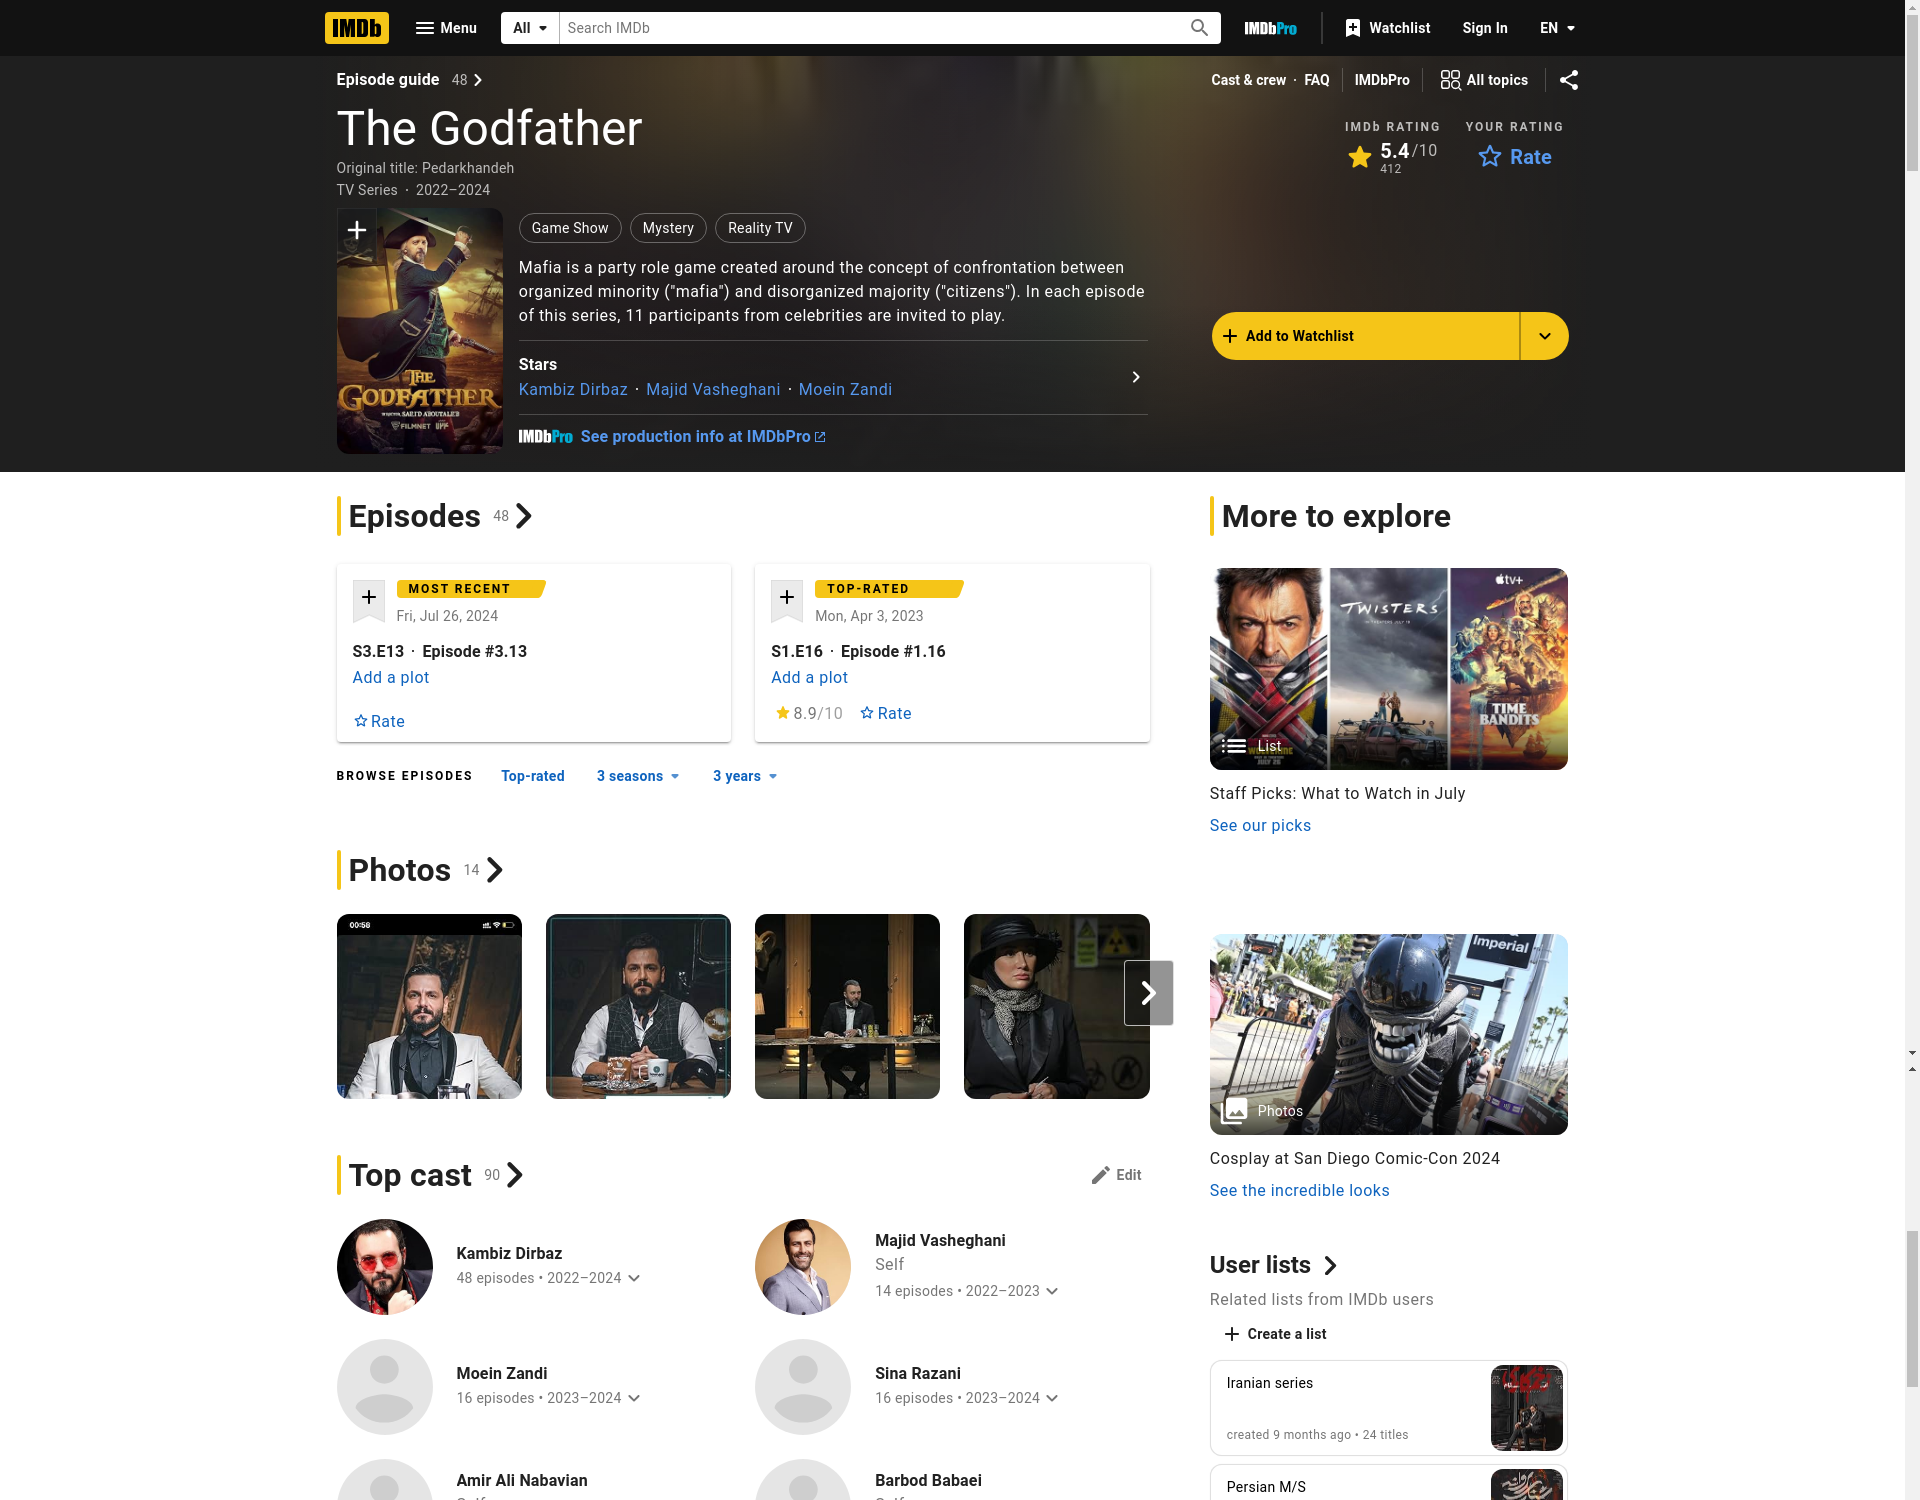 IMDb
Menu
All
Search IMDb
IMDbPro
Watchlist
Sign In
EN
Episode guide 48
Cast & crew · FAQ
IMDbPro
All topics
The Godfather
Original title: Pedarkhandeh
TV Series · 2022–2024
IMDb RATING
5.4/10
412
YOUR RATING
Rate
THE
GODFATHER
SAEID ABOUTALEB
FILMNET
Game Show
Mystery
Reality TV
Mafia is a party role game created around the concept of confrontation between
organized minority ("mafia") and disorganized majority ("citizens"). In each episode
of this series, 11 participants from celebrities are invited to play.
Add to Watchlist
Stars
Kambiz Dirbaz · Majid Vasheghani · Moein Zandi
IMDbPro See production info at IMDbPro
Episodes 48
MOST RECENT
Fri, Jul 26, 2024
S3.E13 · Episode #3.13
Add a plot
Rate
TOP-RATED
Mon, Apr 3, 2023
S1.E16 · Episode #1.16
Add a plot
8.9/10
Rate
BROWSE EPISODES
Top-rated
3 seasons
3 years
More to explore
TWISTERS
tv+
TIME
BANDITS
WOLVERINE
JULY 26
List
Staff Picks: What to Watch in July
See our picks
Photos 14
00:58
Imperial
Photos
Cosplay at San Diego Comic-Con 2024
See the incredible looks
Top cast 90
Edit
Kambiz Dirbaz
48 episodes • 2022–2024
Majid Vasheghani
Self
14 episodes • 2022–2023
Moein Zandi
16 episodes • 2023–2024
Sina Razani
16 episodes • 2023–2024
Amir Ali Nabavian
Barbod Babaei
User lists
Related lists from IMDb users
Create a list
Iranian series
created 9 months ago • 24 titles
Persian M/S